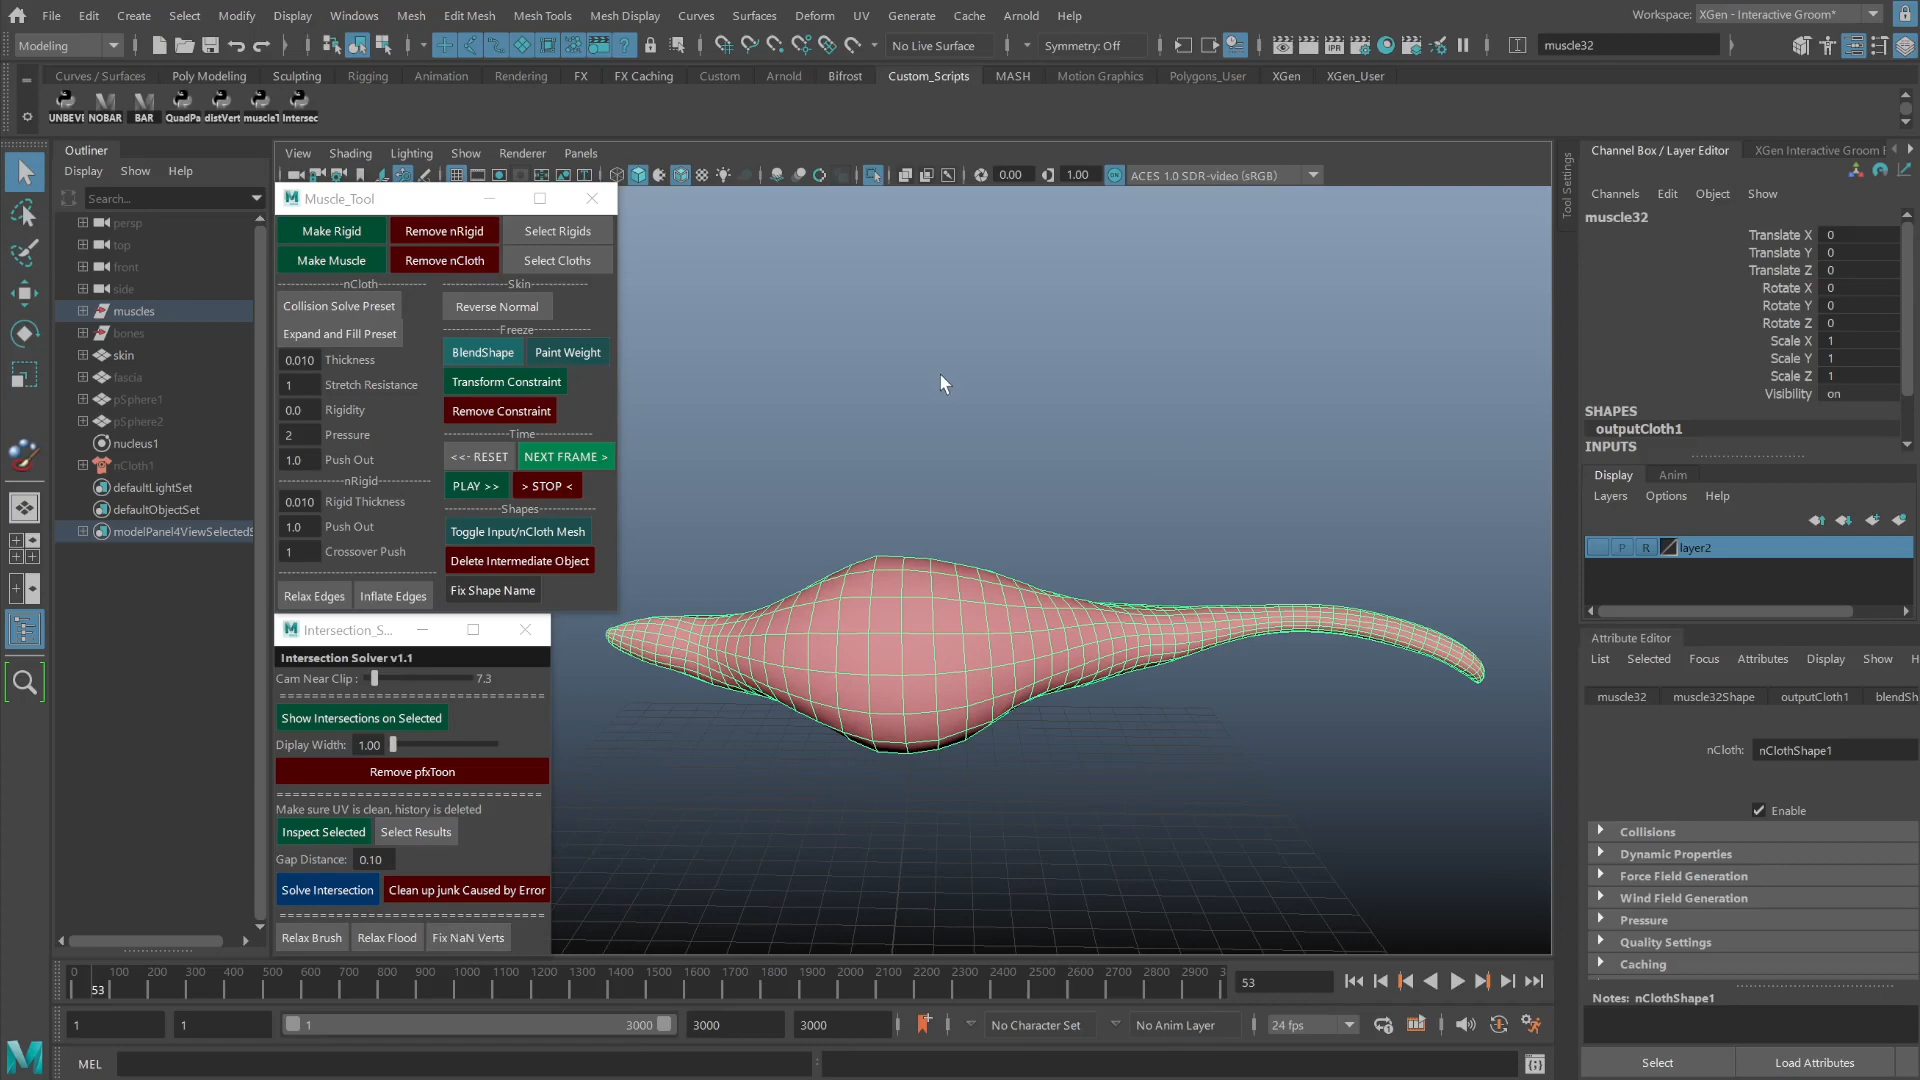 File Edit Create Select Modify Display Windows Mesh Edit Mesh Mesh Tools Mesh Display Curves Surfaces Deform UV Generate Cache Arnold Help
Workspace: XGen - Interactive Groom*
Modeling
No Live Surface
Symmetry: Off
muscle32
Curves / Surfaces Poly Modeling Sculpting Rigging Animation Rendering FX FX Caching Custom Arnold Bifrost Custom_Scripts MASH Motion Graphics Polygons_User XGen XGen_User
UNBEVI NOBAR BAR QuadPa distVert muscleT Intersec
Outliner
Display Show Help
Search...
persp
top
front
side
muscles
bones
skin
fascia
pSphere1
pSphere2
nucleus1
nCloth1
defaultLightSet
defaultObjectSet
modelPanel4ViewSelectedS
View Shading Lighting Show Renderer Panels
0.00 1.00 ACES 1.0 SDR-video (sRGB)
Muscle_Tool
Make Rigid Remove nRigid Select Rigids
Make Muscle Remove nCloth Select Cloths
nCloth
Skin
Collision Solve Preset
Reverse Normal
Expand and Fill Preset
Freeze
BlendShape Paint Weight
0.010 Thickness
Transform Constraint
1 Stretch Resistance
Remove Constraint
0.0 Rigidity
Time
2 Pressure
<<- RESET NEXT FRAME >
1.0 Push Out
PLAY >> > STOP <
nRigid
0.010 Rigid Thickness
Shapes
1.0 Push Out
Toggle Input/nCloth Mesh
1 Crossover Push
Delete Intermediate Object
Relax Edges Inflate Edges
Fix Shape Name
Intersection_S...
Intersection Solver v1.1
Cam Near Clip : 7.3
Show Intersections on Selected
Diplay Width: 1.00
Remove pfxToon
Make sure UV is clean, history is deleted
Inspect Selected Select Results
Gap Distance: 0.10
Solve Intersection Clean up junk Caused by Error
Relax Brush Relax Flood Fix NaN Verts
Tool Settings
Channel Box / Layer Editor XGen Interactive Groom E
Channels Edit Object Show
muscle32
Translate X 0
Translate Y 0
Translate Z 0
Rotate X 0
Rotate Y 0
Rotate Z 0
Scale X 1
Scale Y 1
Scale Z 1
Visibility on
SHAPES
outputCloth1
INPUTS
Display Anim
Layers Options Help
P R layer2
Attribute Editor
List Selected Focus Attributes Display Show H
muscle32 muscle32Shape outputCloth1 blendSh
nCloth: nClothShape1
Enable
Collisions
Dynamic Properties
Force Field Generation
Wind Field Generation
Pressure
Quality Settings
Caching
Notes: nClothShape1
Select Load Attributes
0 100 200 300 400 500 600 700 800 900 1000 1100 1200 1300 1400 1500 1600 1700 1800 1900 2000 2100 2200 2300 2400 2500 2600 2700 2800 2900 3
53
53
1 1 1 3000 3000 3000
No Character Set No Anim Layer 24 fps
MEL